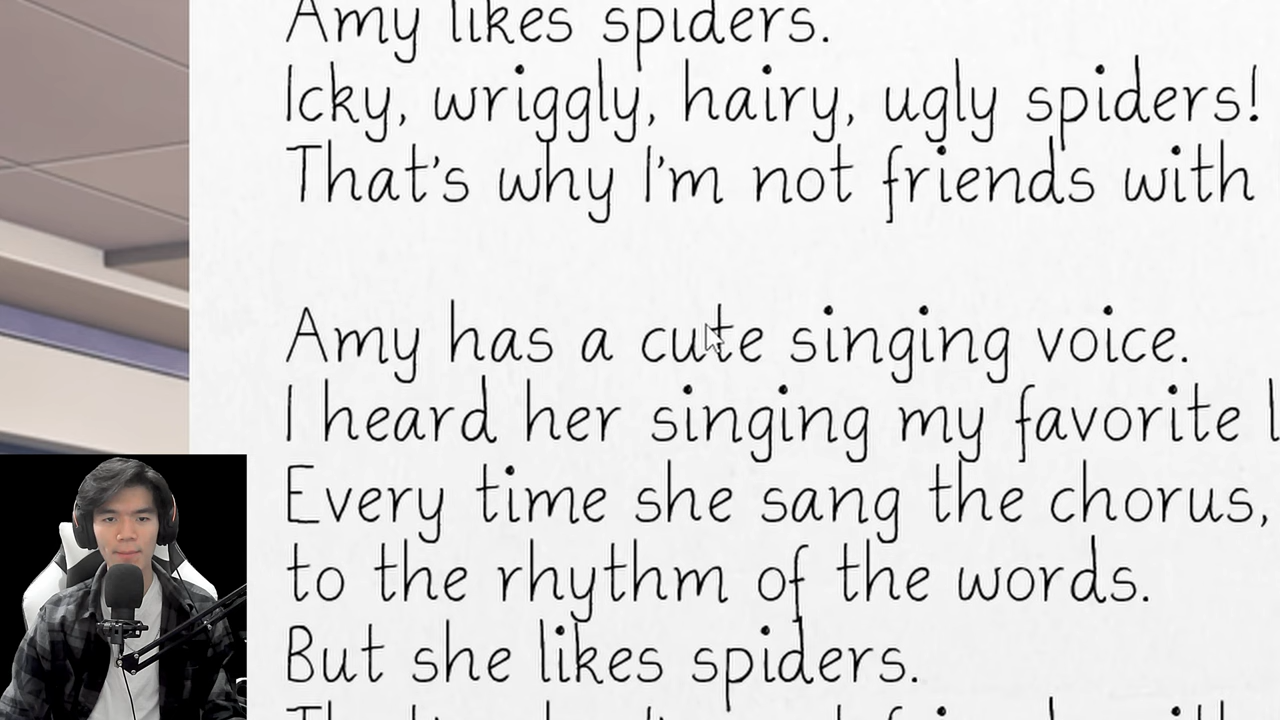 Amy likes spiders.
Icky, wriggly, hairy, ugly spiders!
That's why I'm not friends with
Amy has a cute singing voice.
I heard her singing my favorite
Every time she sang the chorus,
to the rhythm of the words.
But she likes spiders.